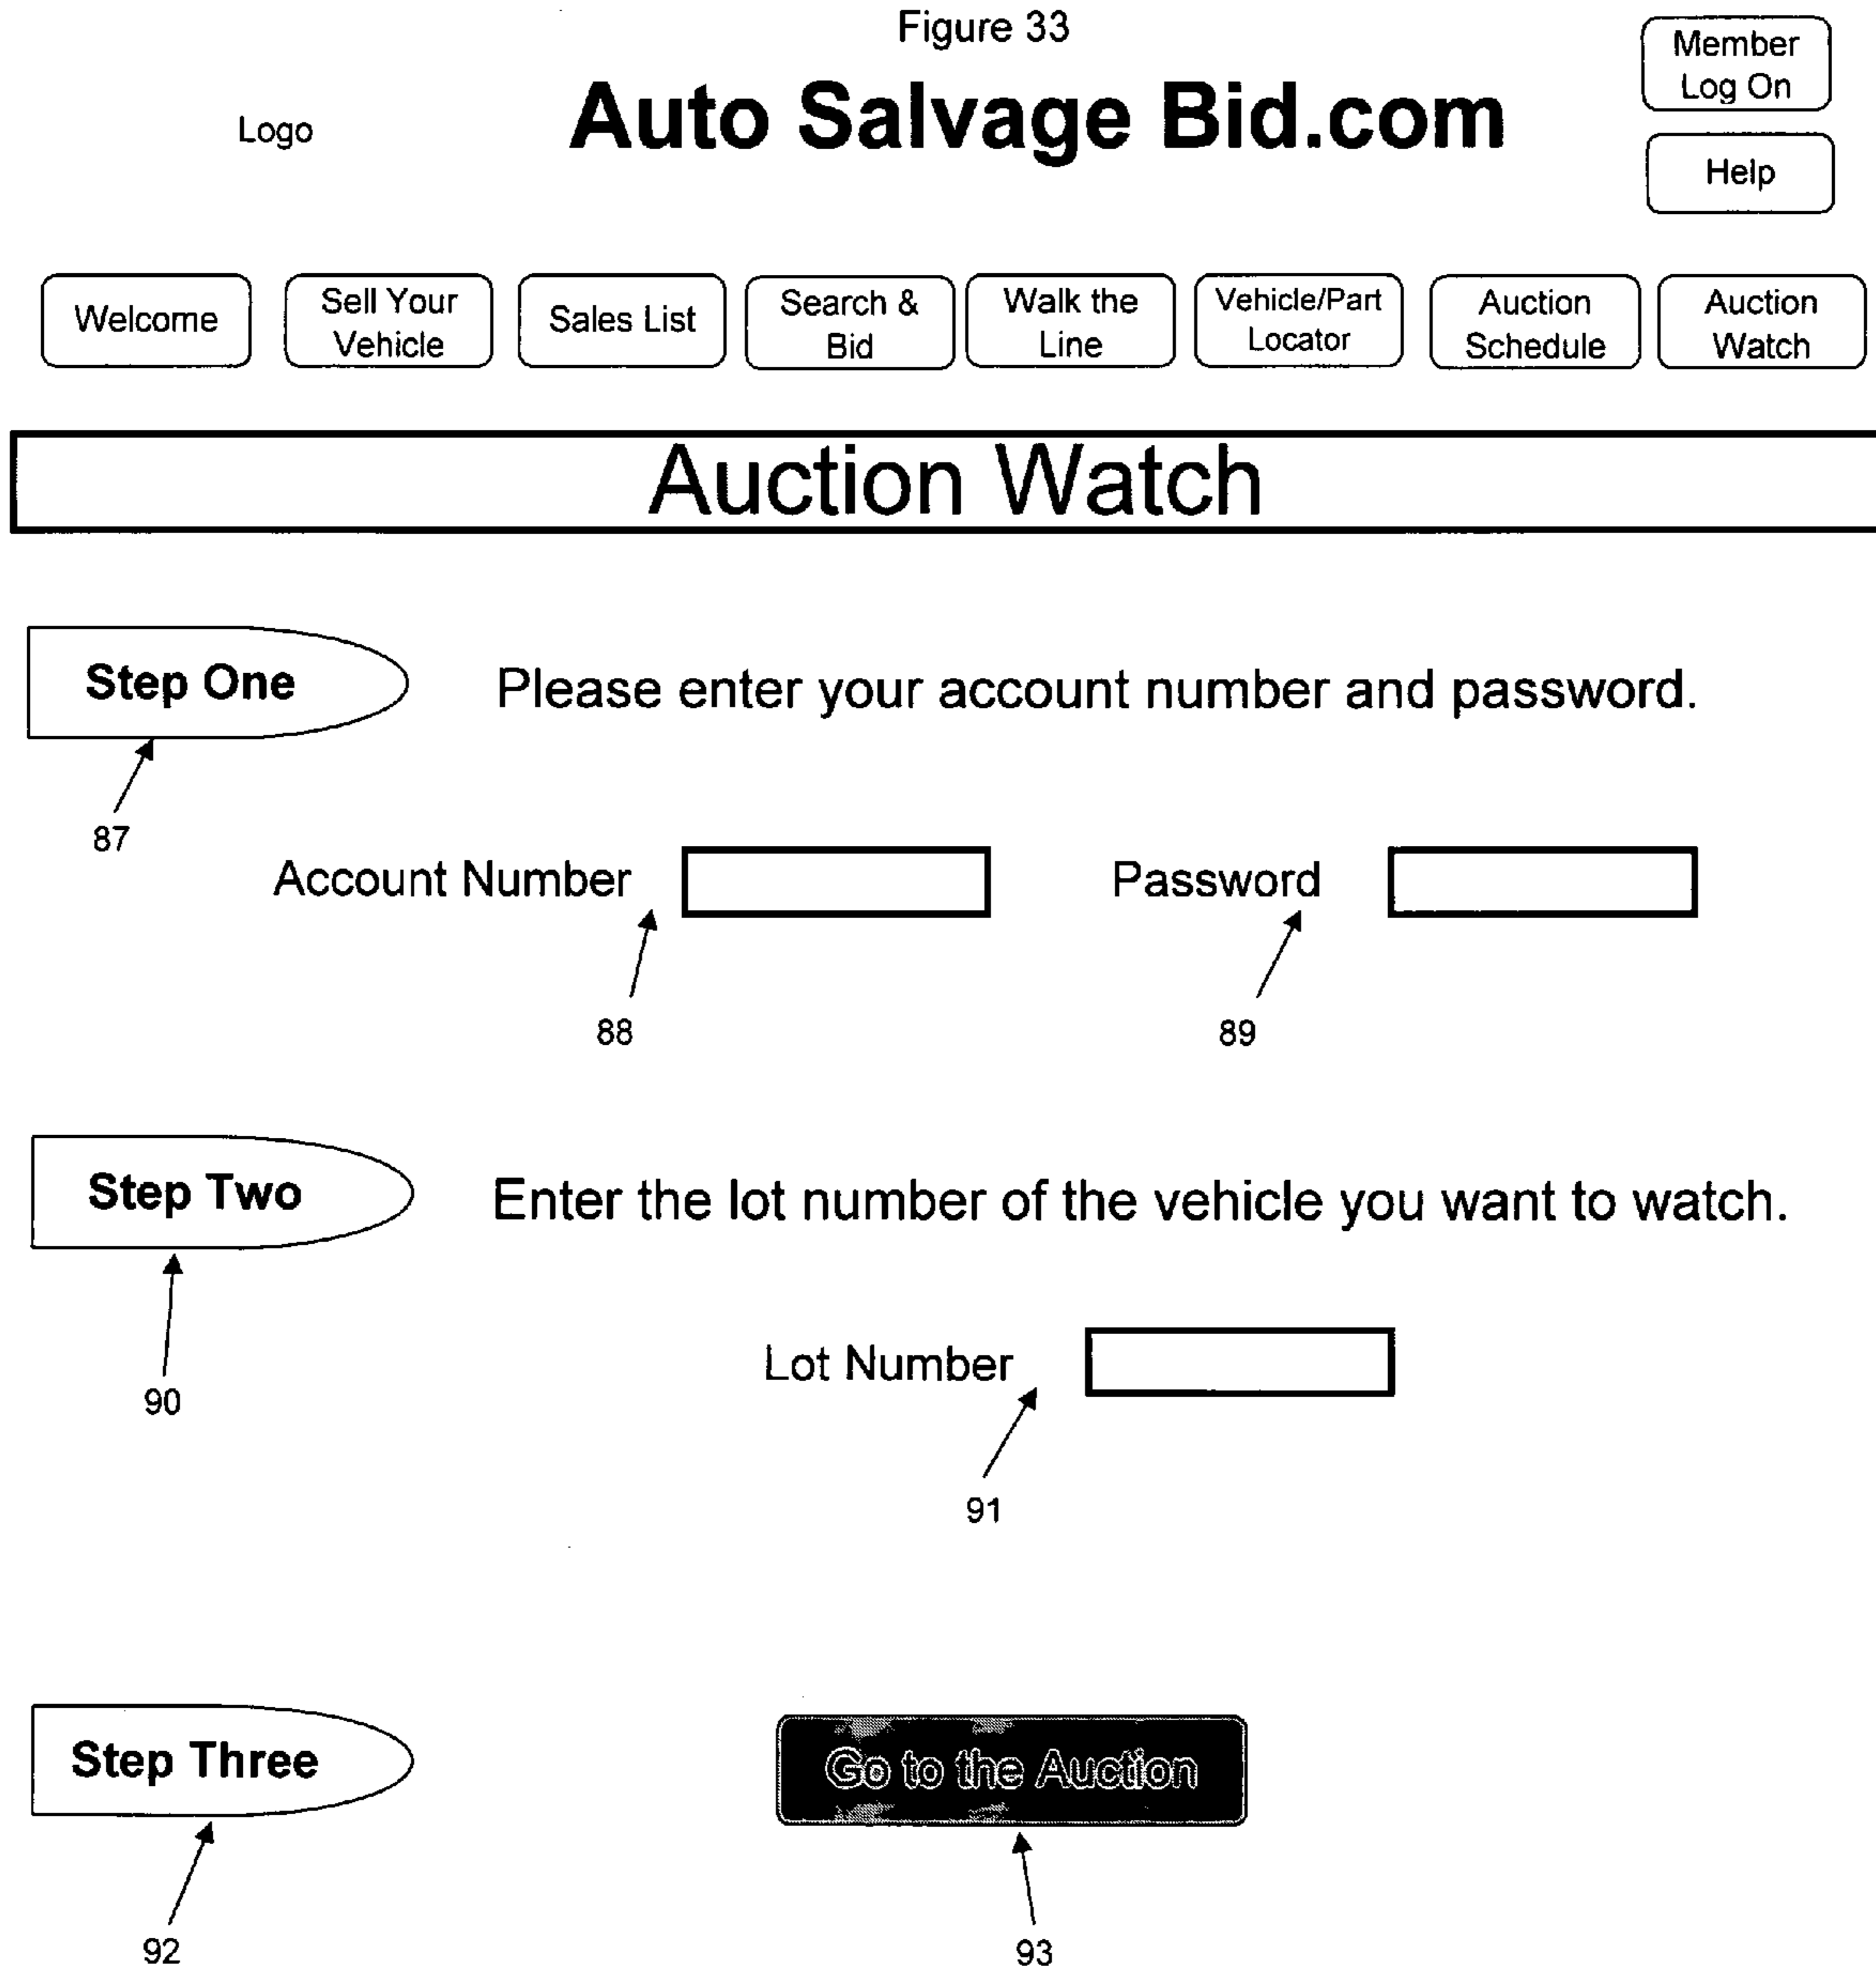 Figure 33
Member
Log On
Logo
Auto Salvage Bid.com
Help
Welcome
Sell Your
Vehicle
Sales List
Search &
Bid
Walk the
Line
Vehicle/Part
Locator
Auction
Schedule
Auction
Watch
Auction Watch
Step One
Please enter your account number and password.
87
Account Number
Password
88
89
Step Two
Enter the lot number of the vehicle you want to watch.
90
Lot Number
91
Step Three
Go to the Auction
92
93